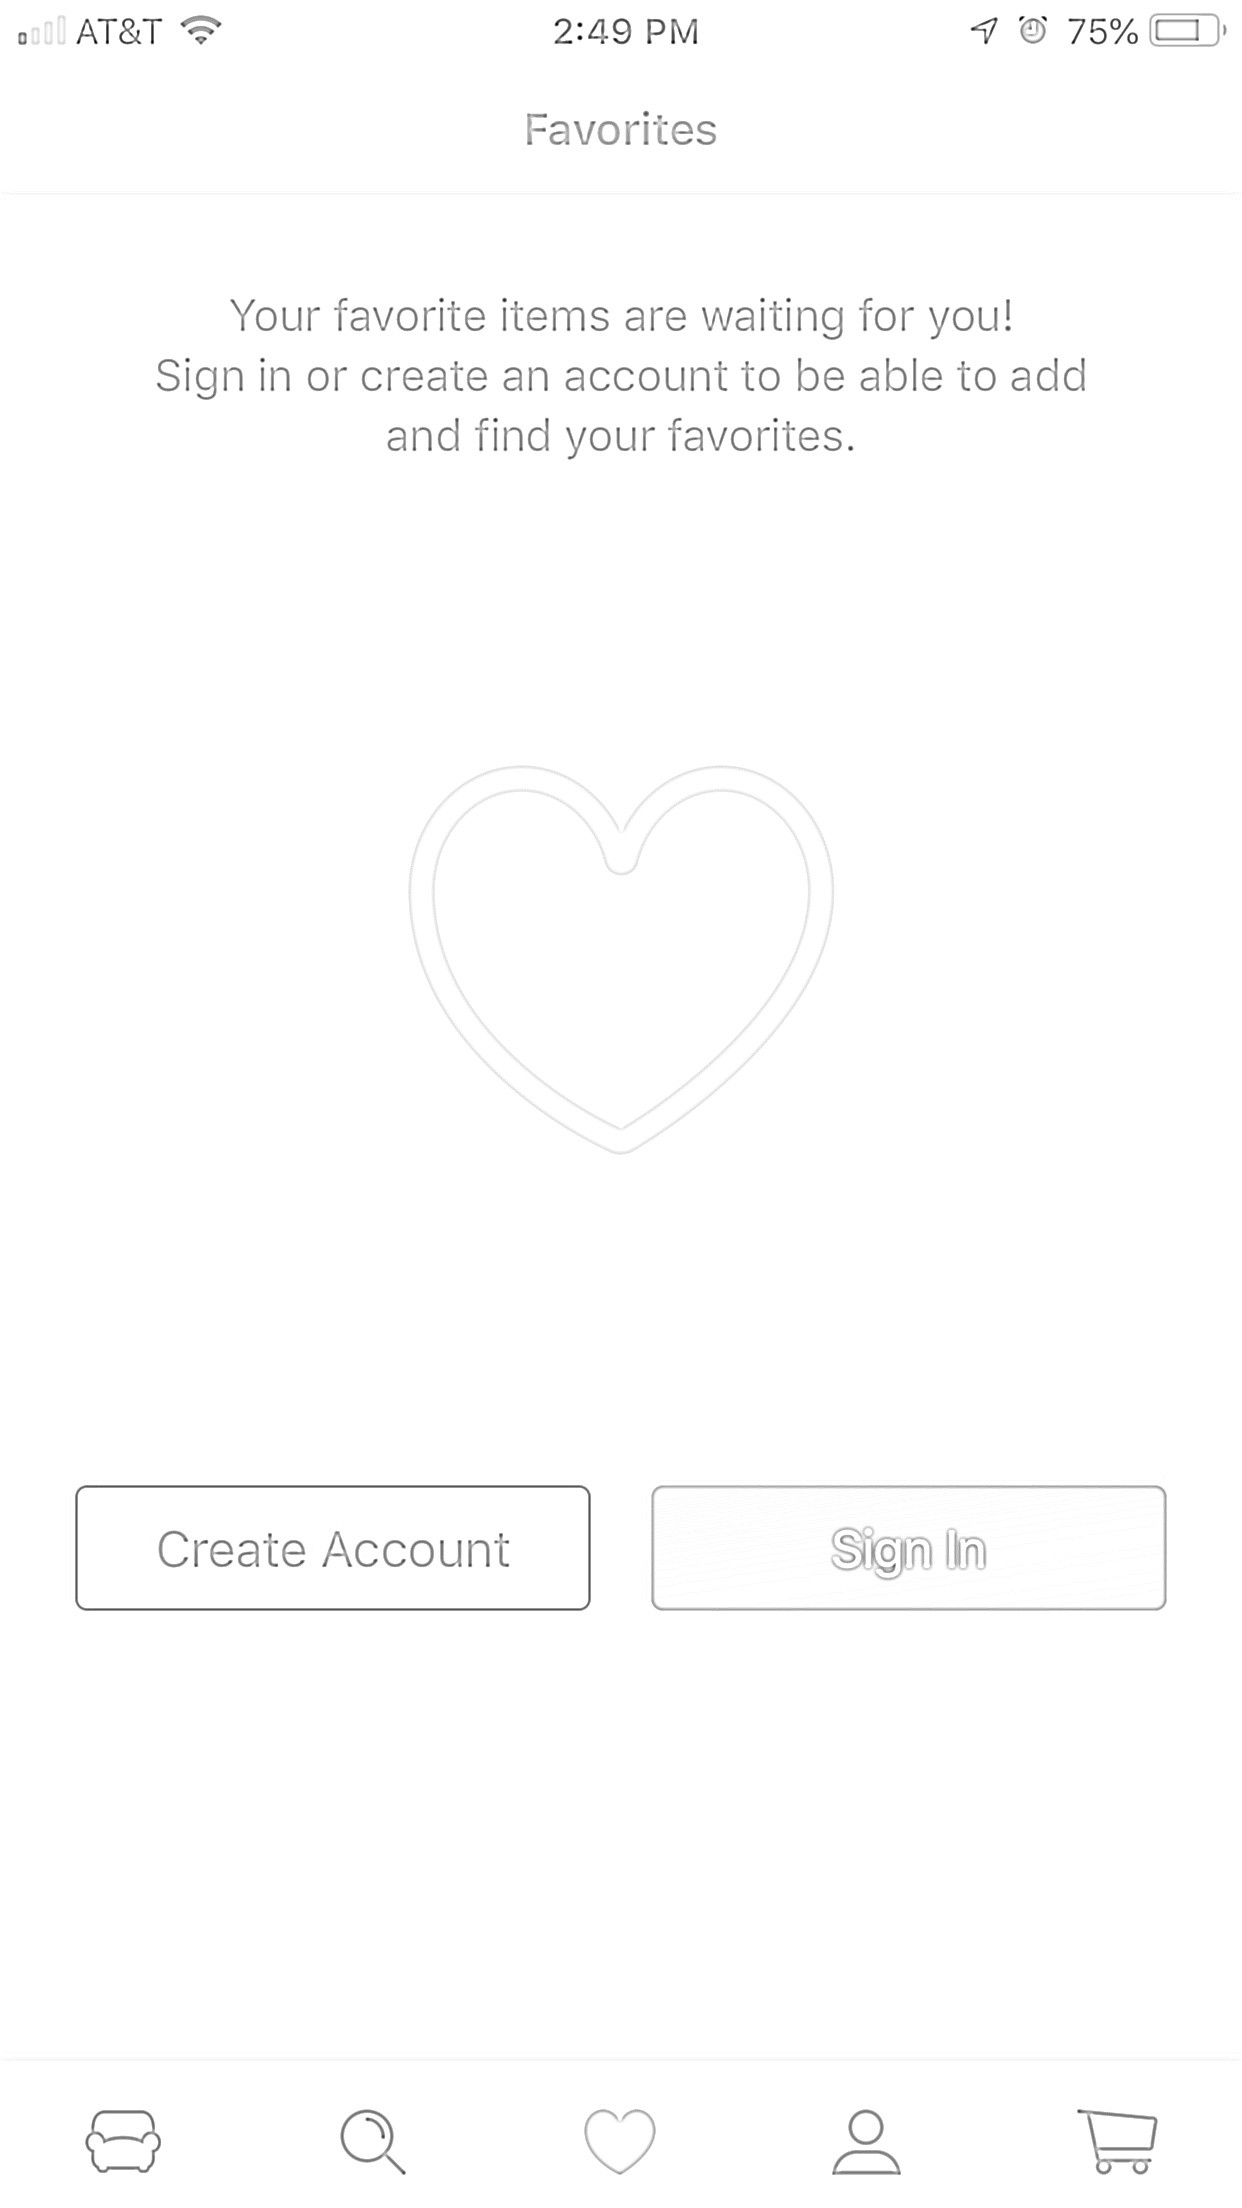 AT&T 2:49 PM 75%
Favorites
Your favorite items are waiting for you!
Sign in or create an account to be able to add
and find your favorites.
Create Account Sign In